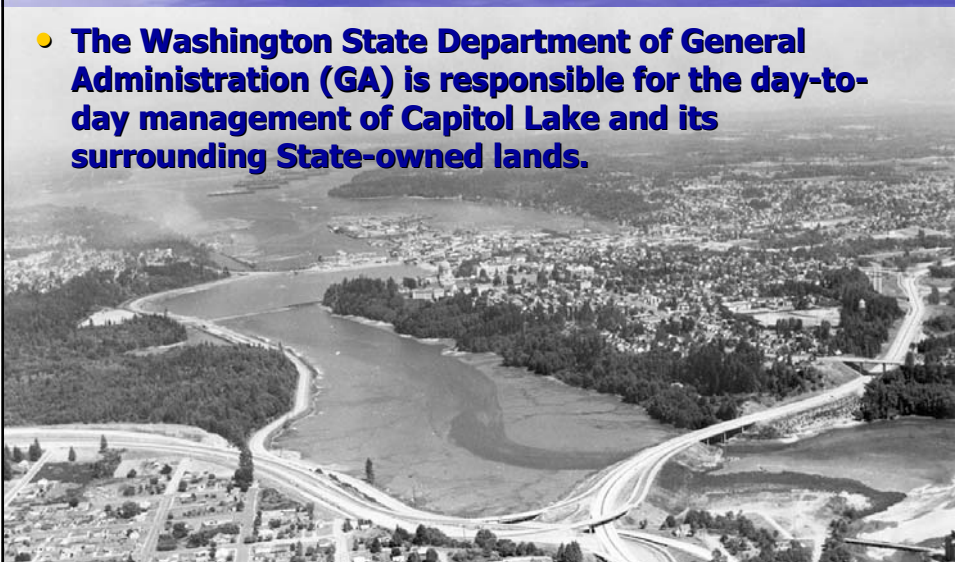 • The Washington State Department of General
Administration (GA) is responsible for the day-to-
day management of Capitol Lake and its
surrounding State-owned lands.